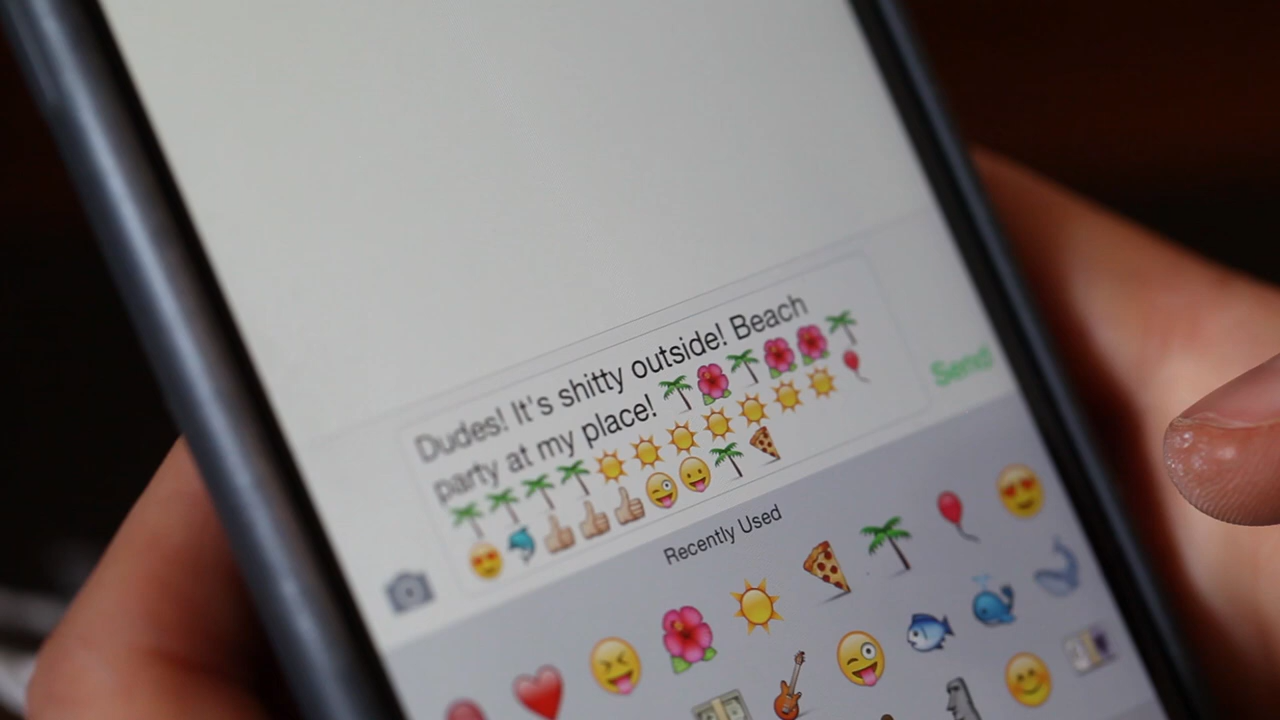 Dudes! It's shitty outside! Beach
party at my place! 🌴🌺🌴🌺🌺🌴
🌴🌴🌴🌴☀️☀️☀️☀️☀️☀️☀️🎈
😍🐬👍👍👍😜😛🌴🍕
Send
Recently Used